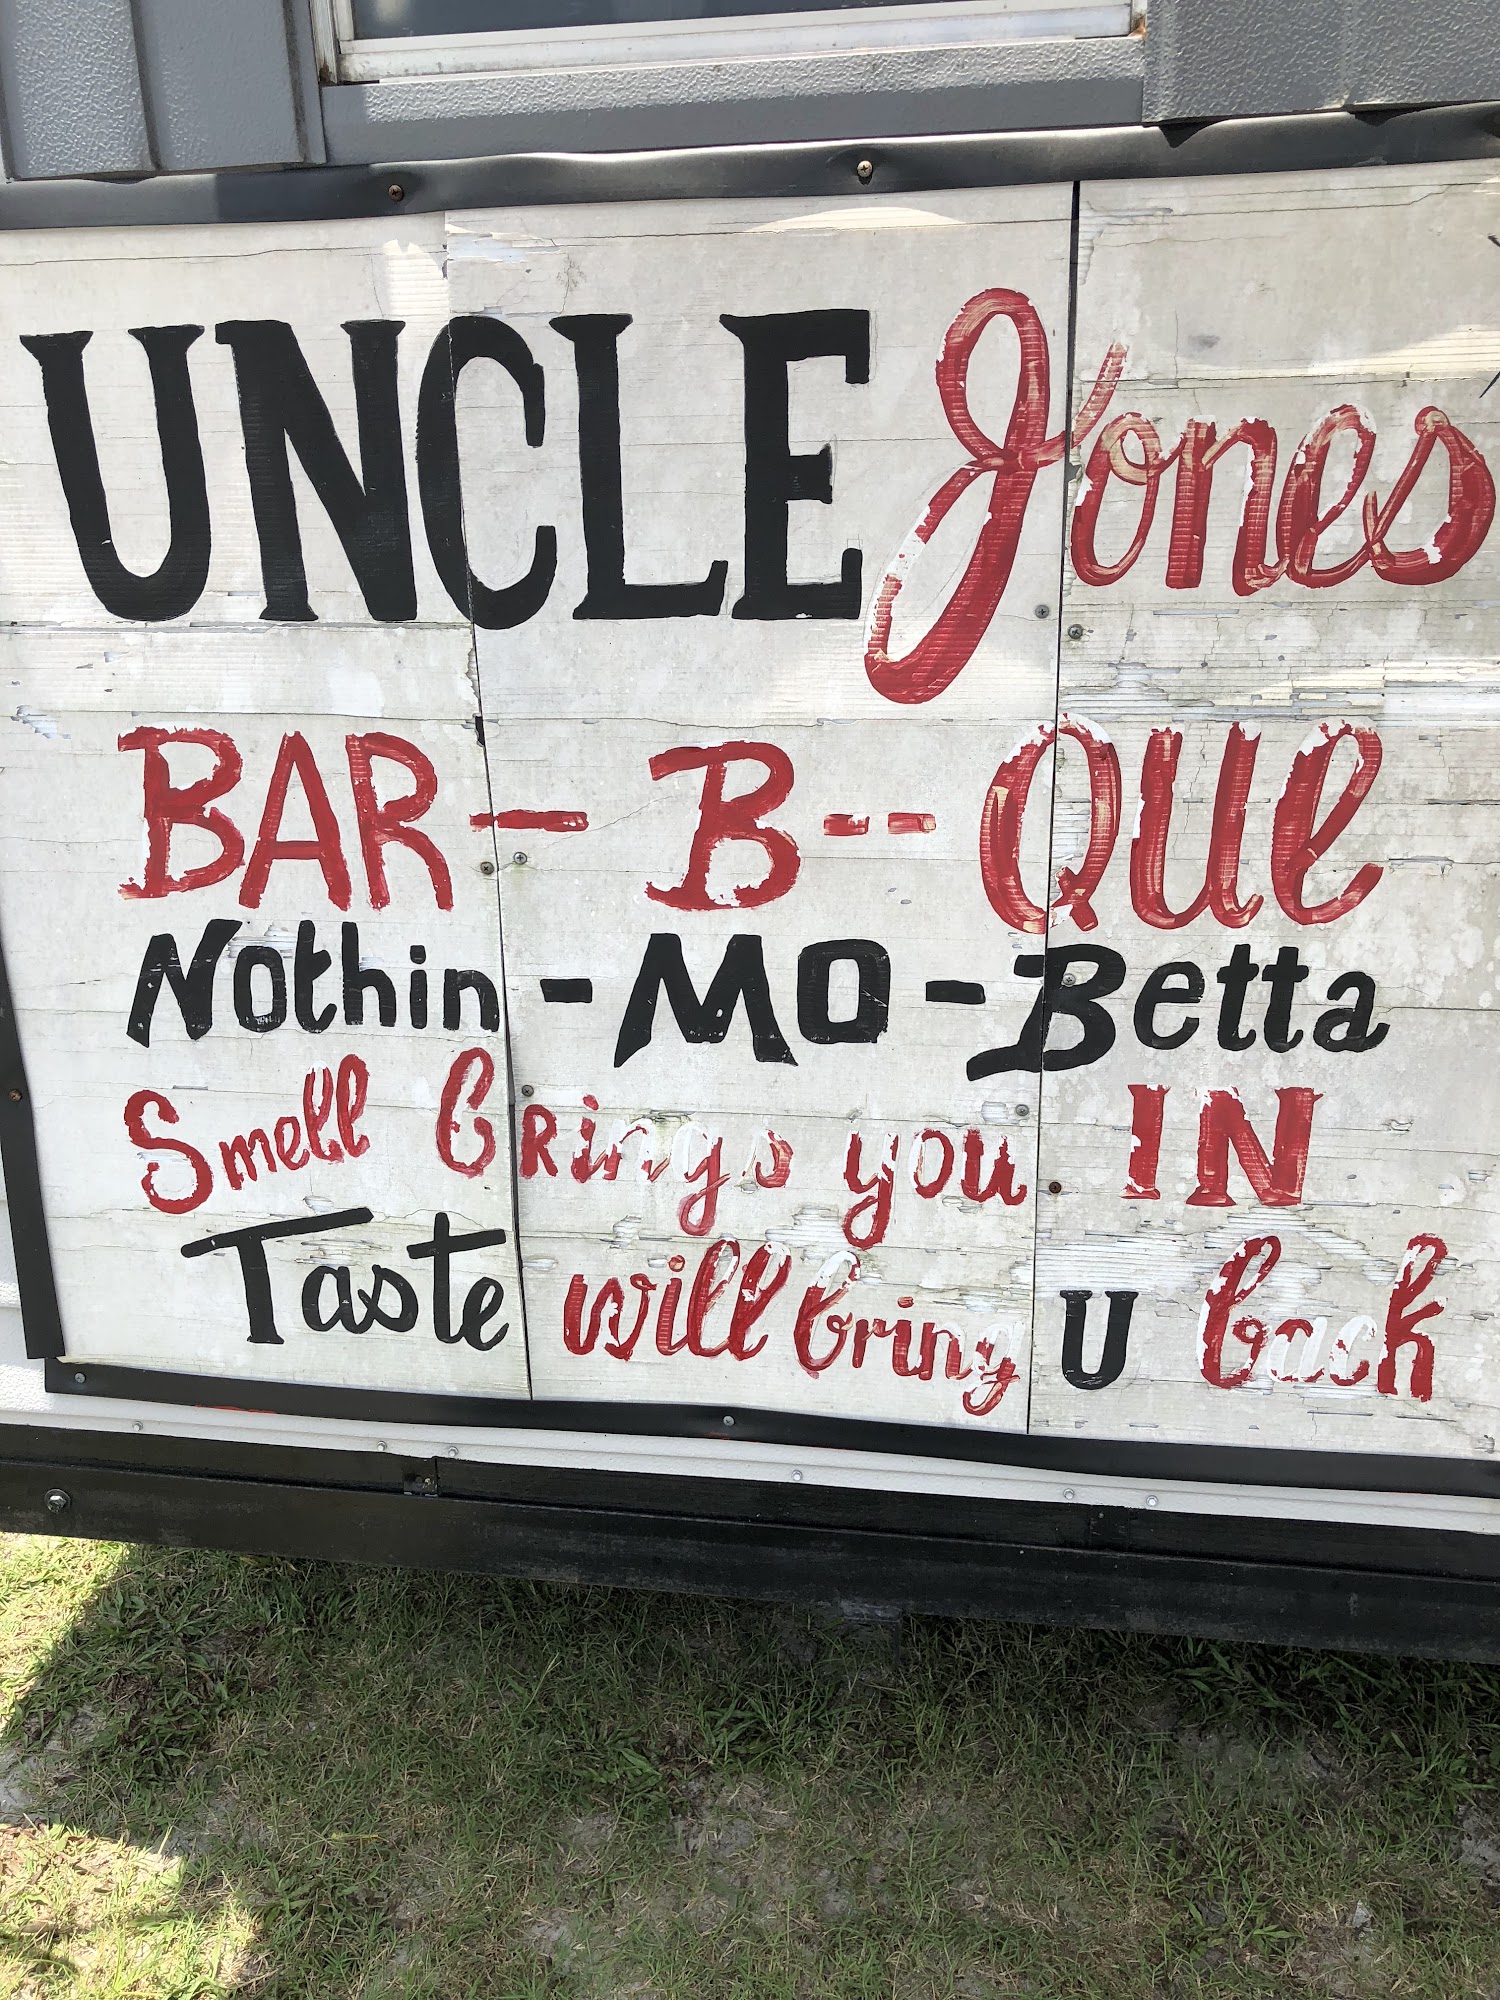 UNCLE Jones
BAR-B--QUe
Nothin-MO-Betta
Smell bRings you IN
Taste will bring U back